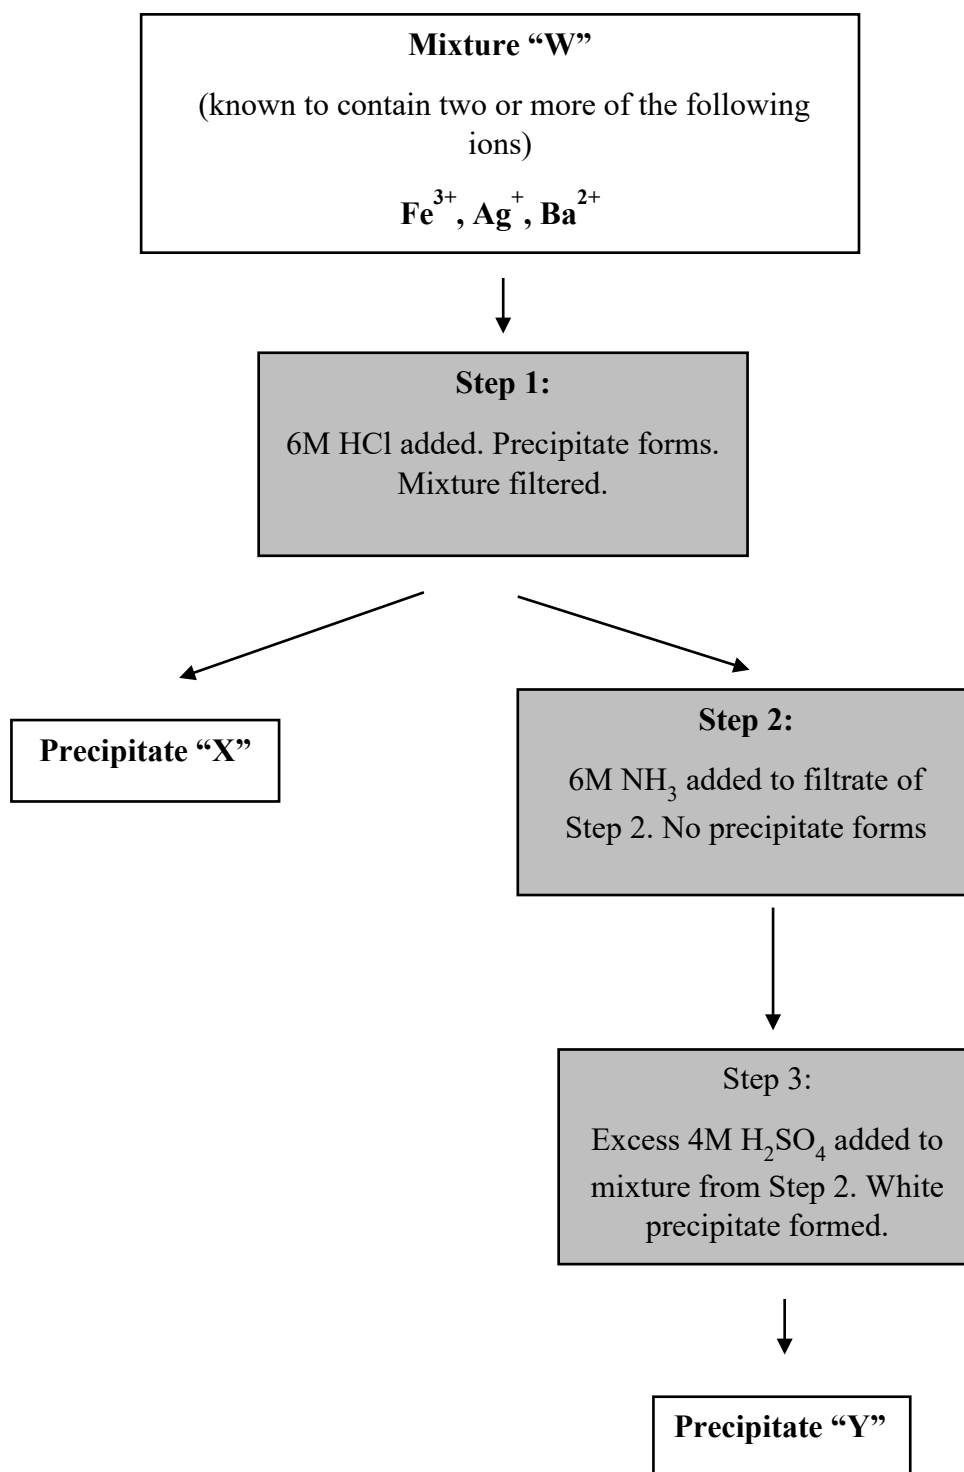 Mixture “W”
(known to contain two or more of the following
ions)
Fe³⁺, Ag⁺, Ba²⁺
Step 1:
6M HCl added. Precipitate forms.
Mixture filtered.
Precipitate “X”
Step 2:
6M NH₃ added to filtrate of
Step 2. No precipitate forms
Step 3:
Excess 4M H₂SO₄ added to
mixture from Step 2. White
precipitate formed.
Precipitate “Y”